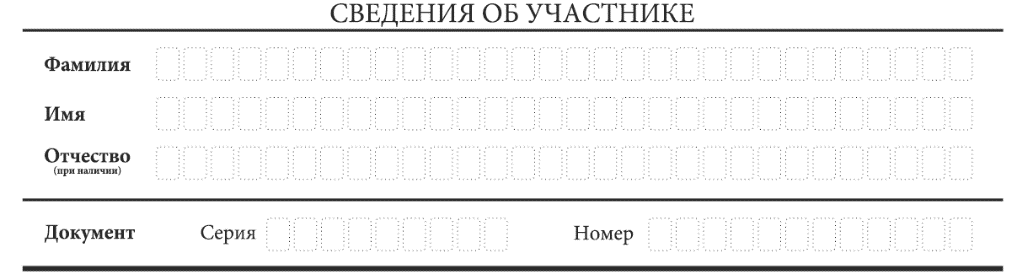 СВЕДЕНИЯ ОБ УЧАСТНИКЕ
Фамилия
Имя
Отчество
(при наличии)
Документ Серия Номер